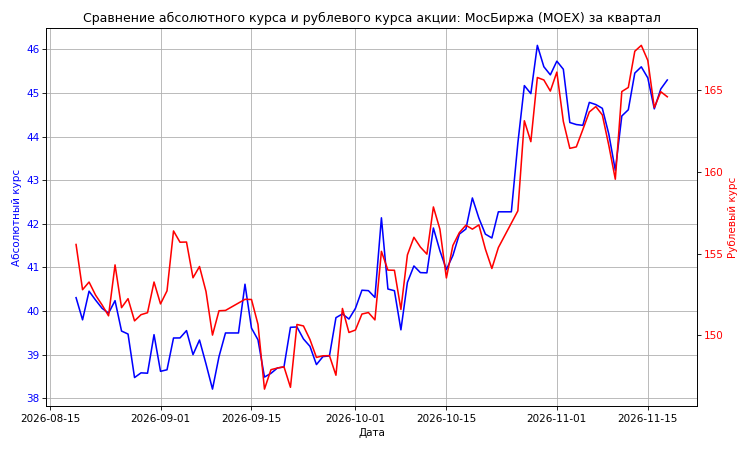 Сравнение абсолютного курса и рублевого курса акции: МосБиржа (MOEX) за квартал
46
45
44
43
42
41
40
39
38
Абсолютный курс
165
160
155
150
Рублевый курс
2026-08-15 2026-09-01 2026-09-15 2026-10-01 2026-10-15 2026-11-01 2026-11-15
Дата